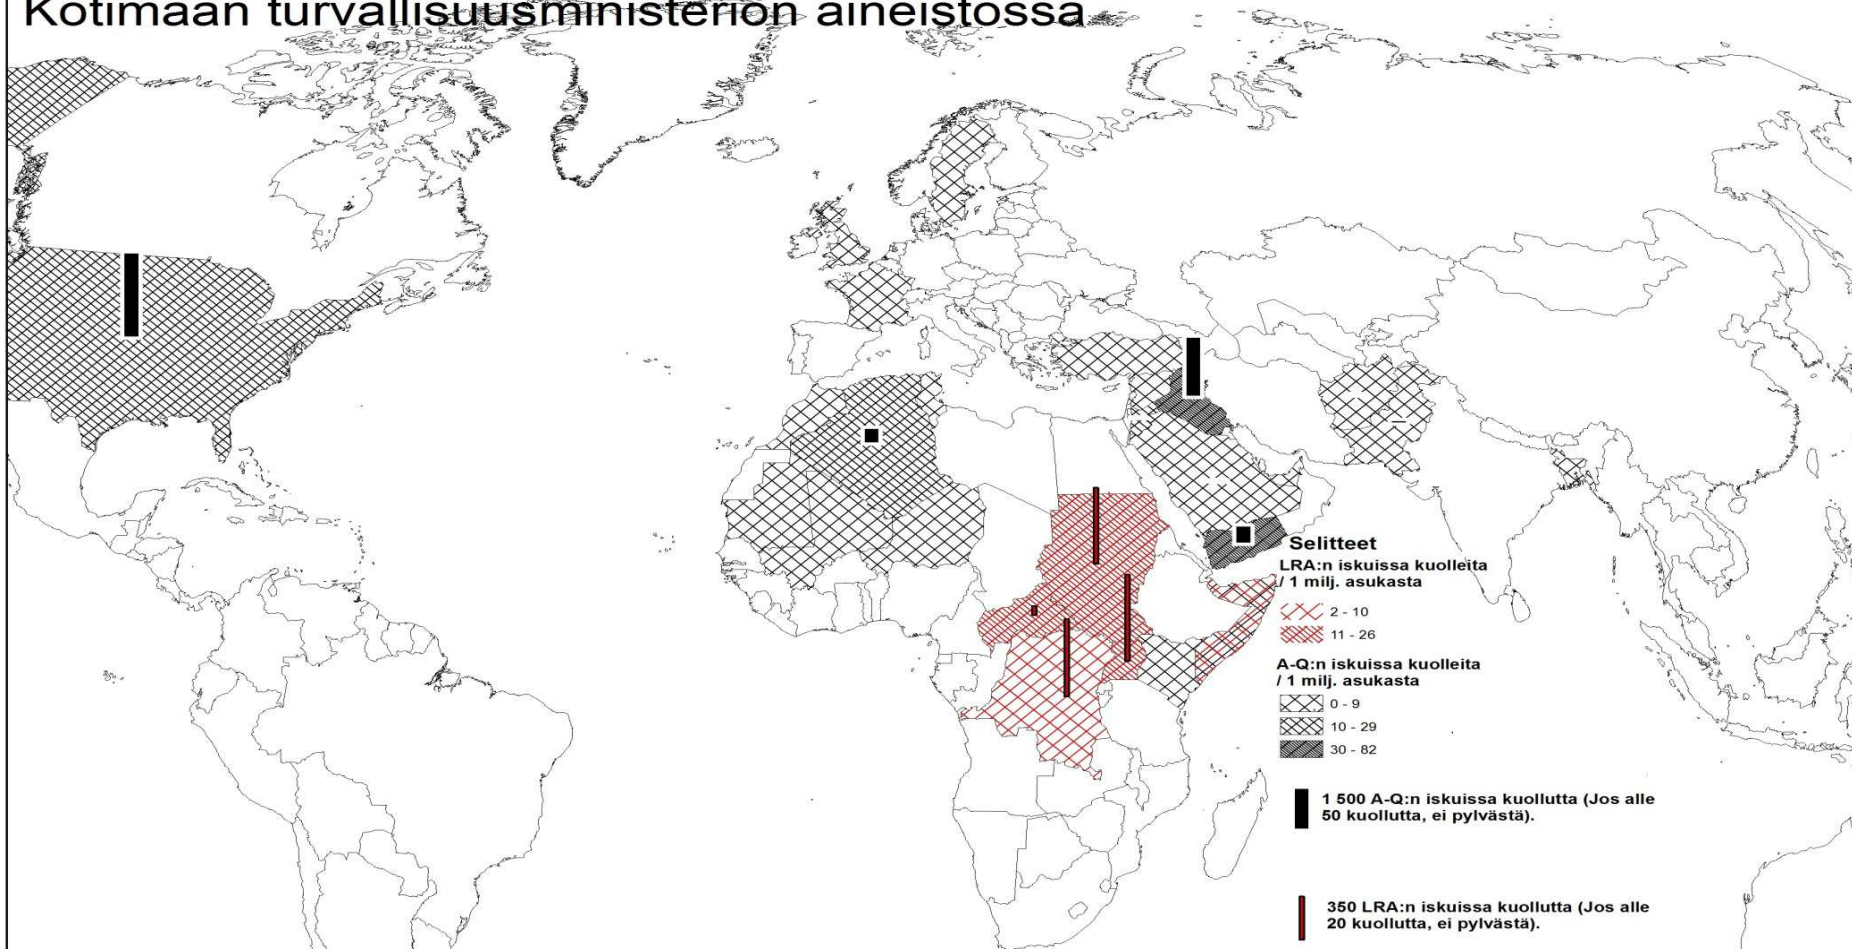 Kotimaan turvallisuusministeriön aineistossa
Selitteet
LRA:n iskuissa kuolleita
/ 1 milj. asukasta
2 - 10
11 - 26
A-Q:n iskuissa kuolleita
/ 1 milj. asukasta
0 - 9
10 - 29
30 - 82
1 500 A-Q:n iskuissa kuollutta (Jos alle
50 kuollutta, ei pylvästä).
350 LRA:n iskuissa kuollutta (Jos alle
20 kuollutta, ei pylvästä).